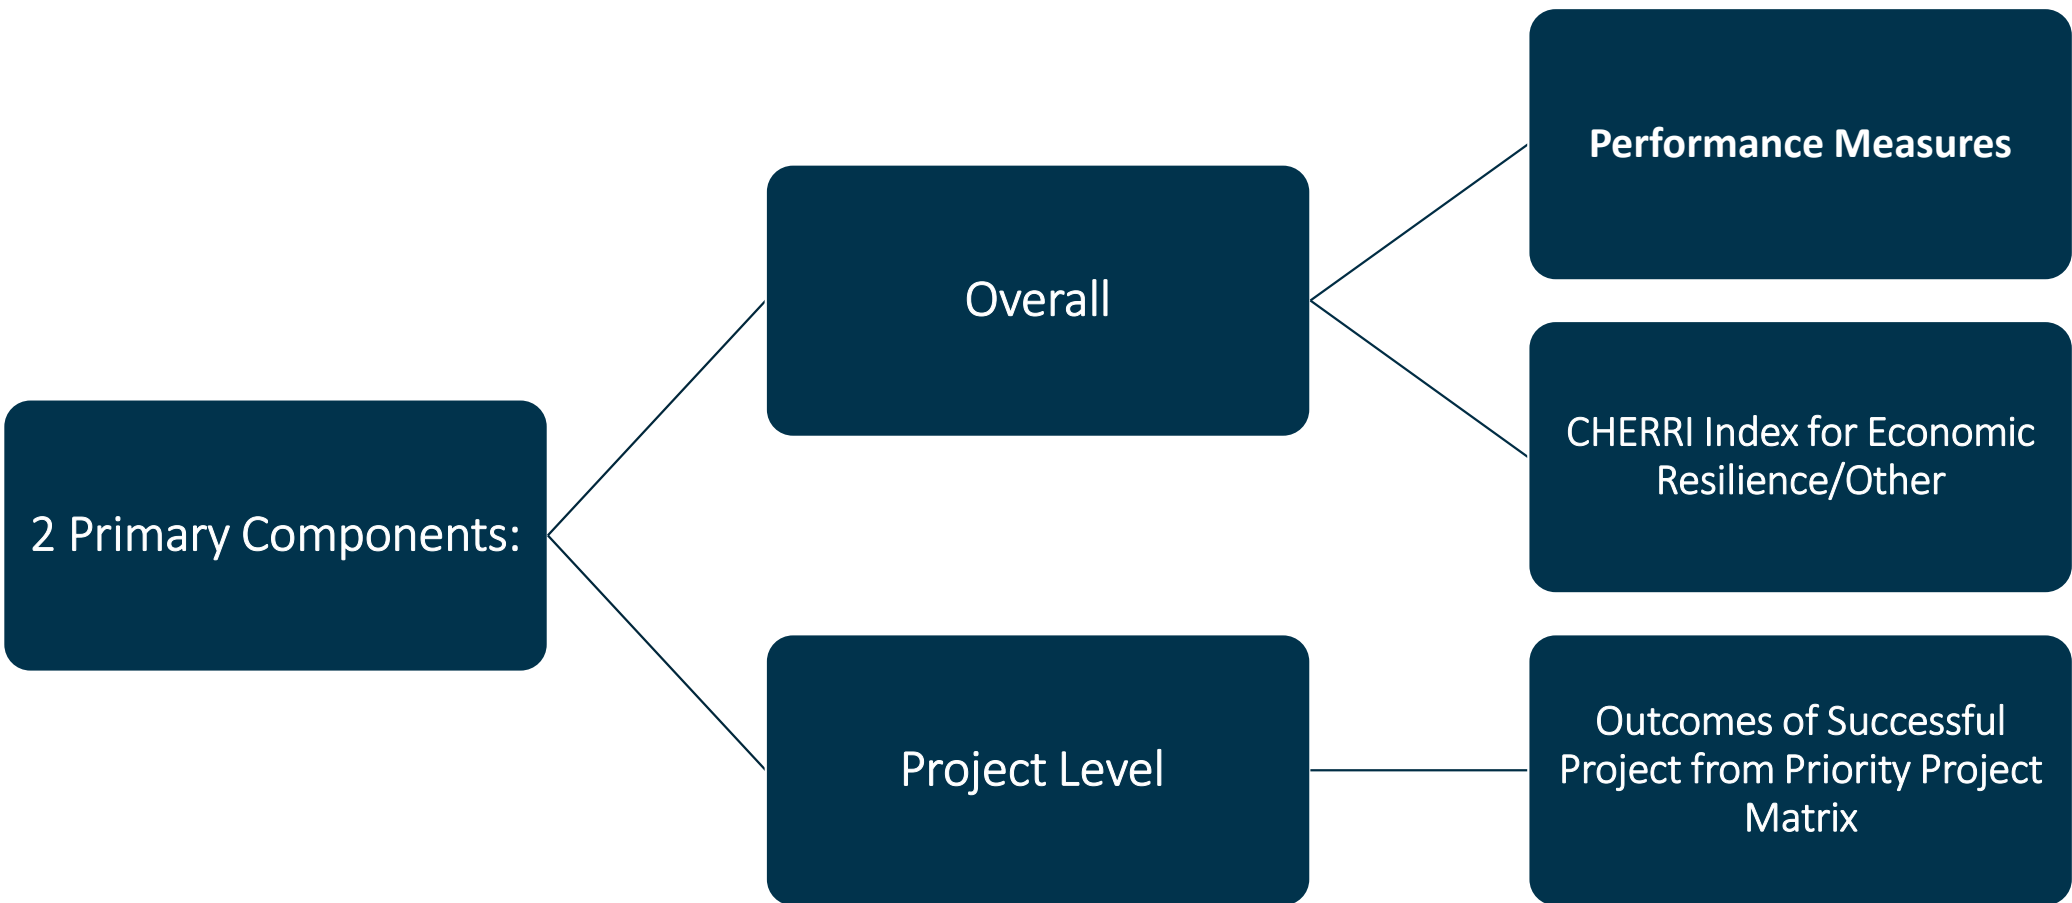 2 Primary Components:
Overall
Performance Measures
CHERRI Index for Economic
Resilience/Other
Project Level
Outcomes of Successful
Project from Priority Project
Matrix